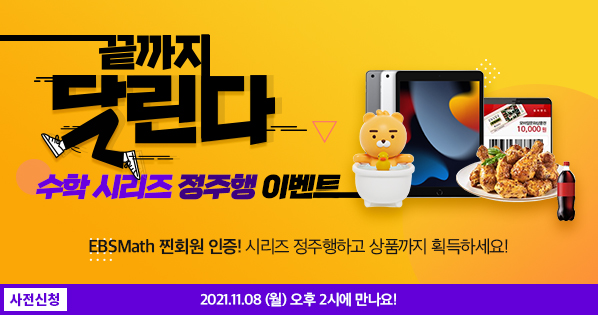 끝까지
달린다
수학 시리즈 정주행 이벤트
10,000 원
EBSMath 찐회원 인증! 시리즈 정주행하고 상품까지 획득하세요!
사전신청
2021.11.08 (월) 오후 2시에 만나요!